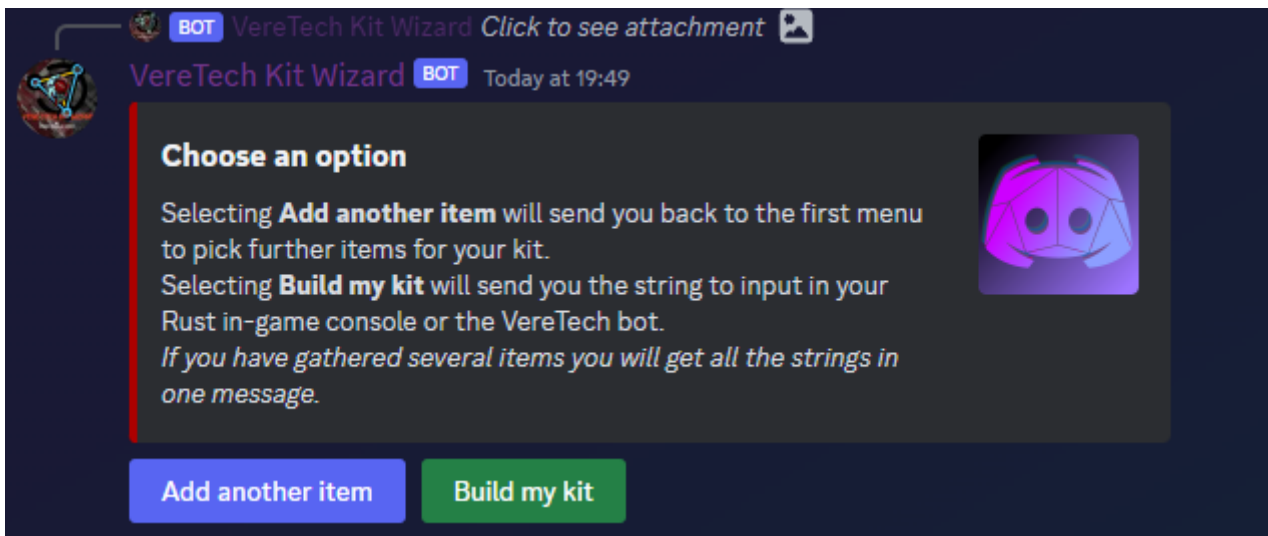 BOT VereTech Kit Wizard Click to see attachment
VereTech Kit Wizard BOT Today at 19:49
Choose an option
Selecting Add another item will send you back to the first menu
to pick further items for your kit.
Selecting Build my kit will send you the string to input in your
Rust in-game console or the VereTech bot.
If you have gathered several items you will get all the strings in
one message.
Add another item Build my kit